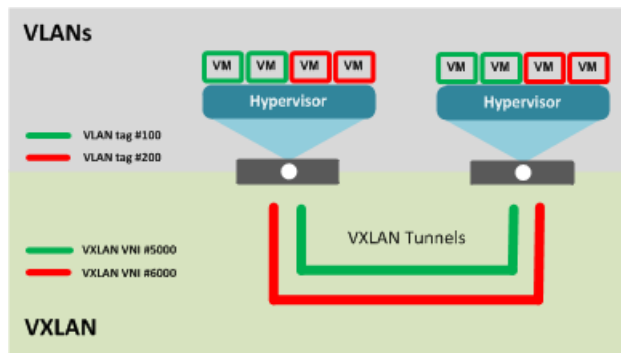 VLANs
VM VM VM VM
VM VM VM VM
Hypervisor
Hypervisor
VLAN tag #100
VLAN tag #200
VXLAN Tunnels
VXLAN VNI #5000
VXLAN VNI #6000
VXLAN